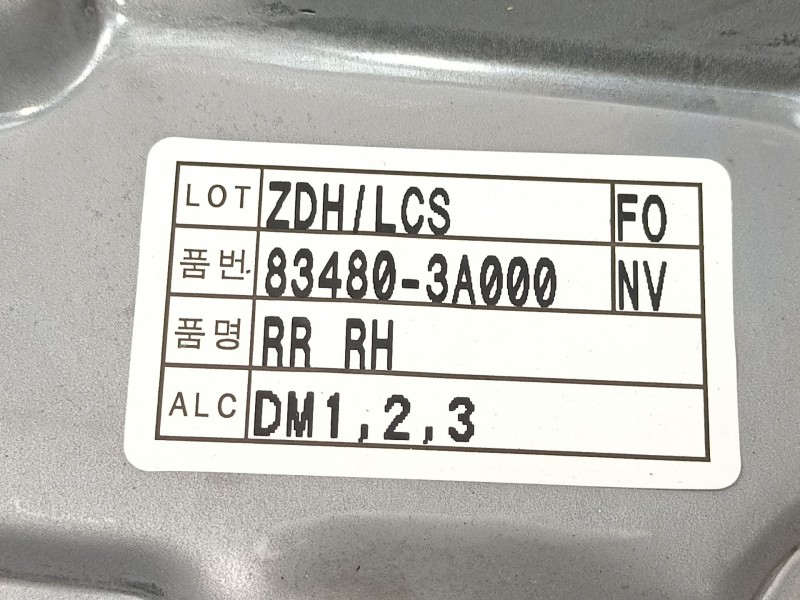 LOT ZDH/LCS FO
품번 83480-3A000 NV
품명 RR RH
ALC DM1,2,3